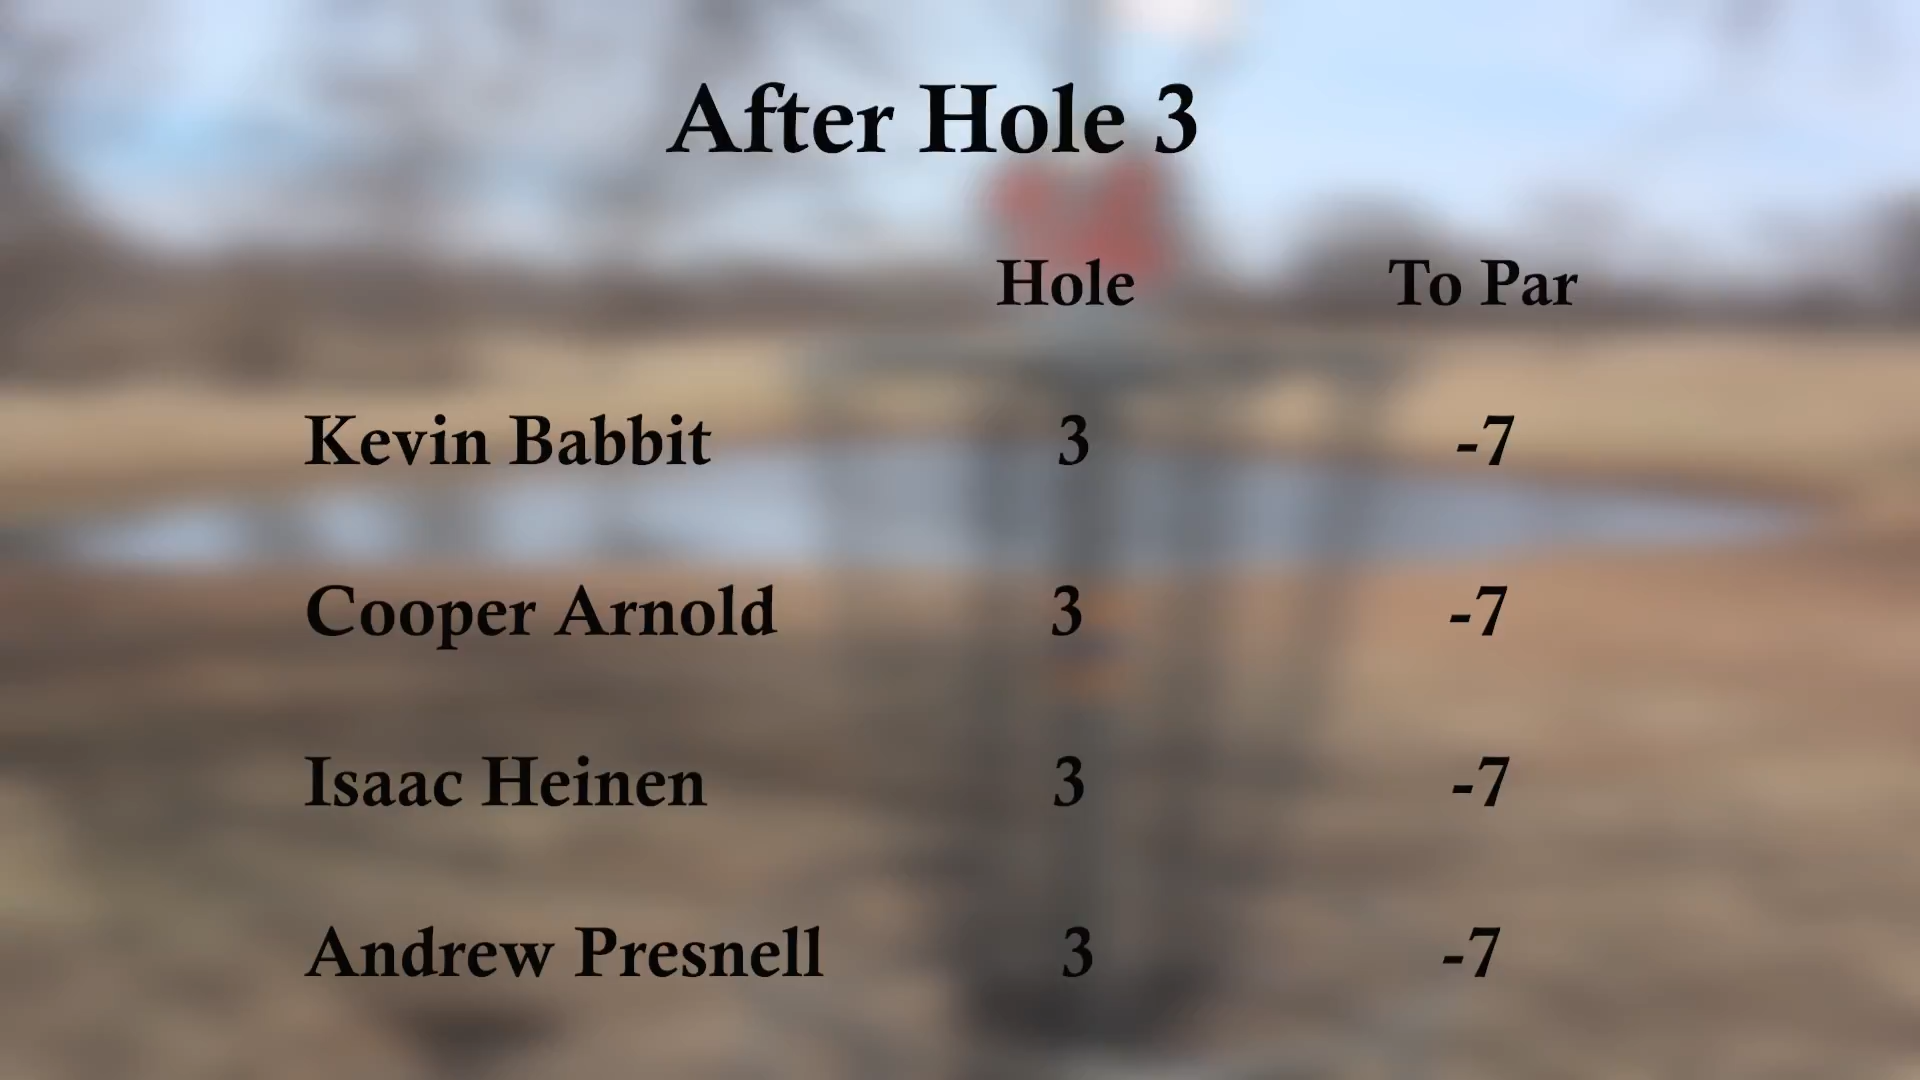 After Hole 3
Hole To Par
Kevin Babbit 3 -7
Cooper Arnold 3 -7
Isaac Heinen 3 -7
Andrew Presnell 3 -7